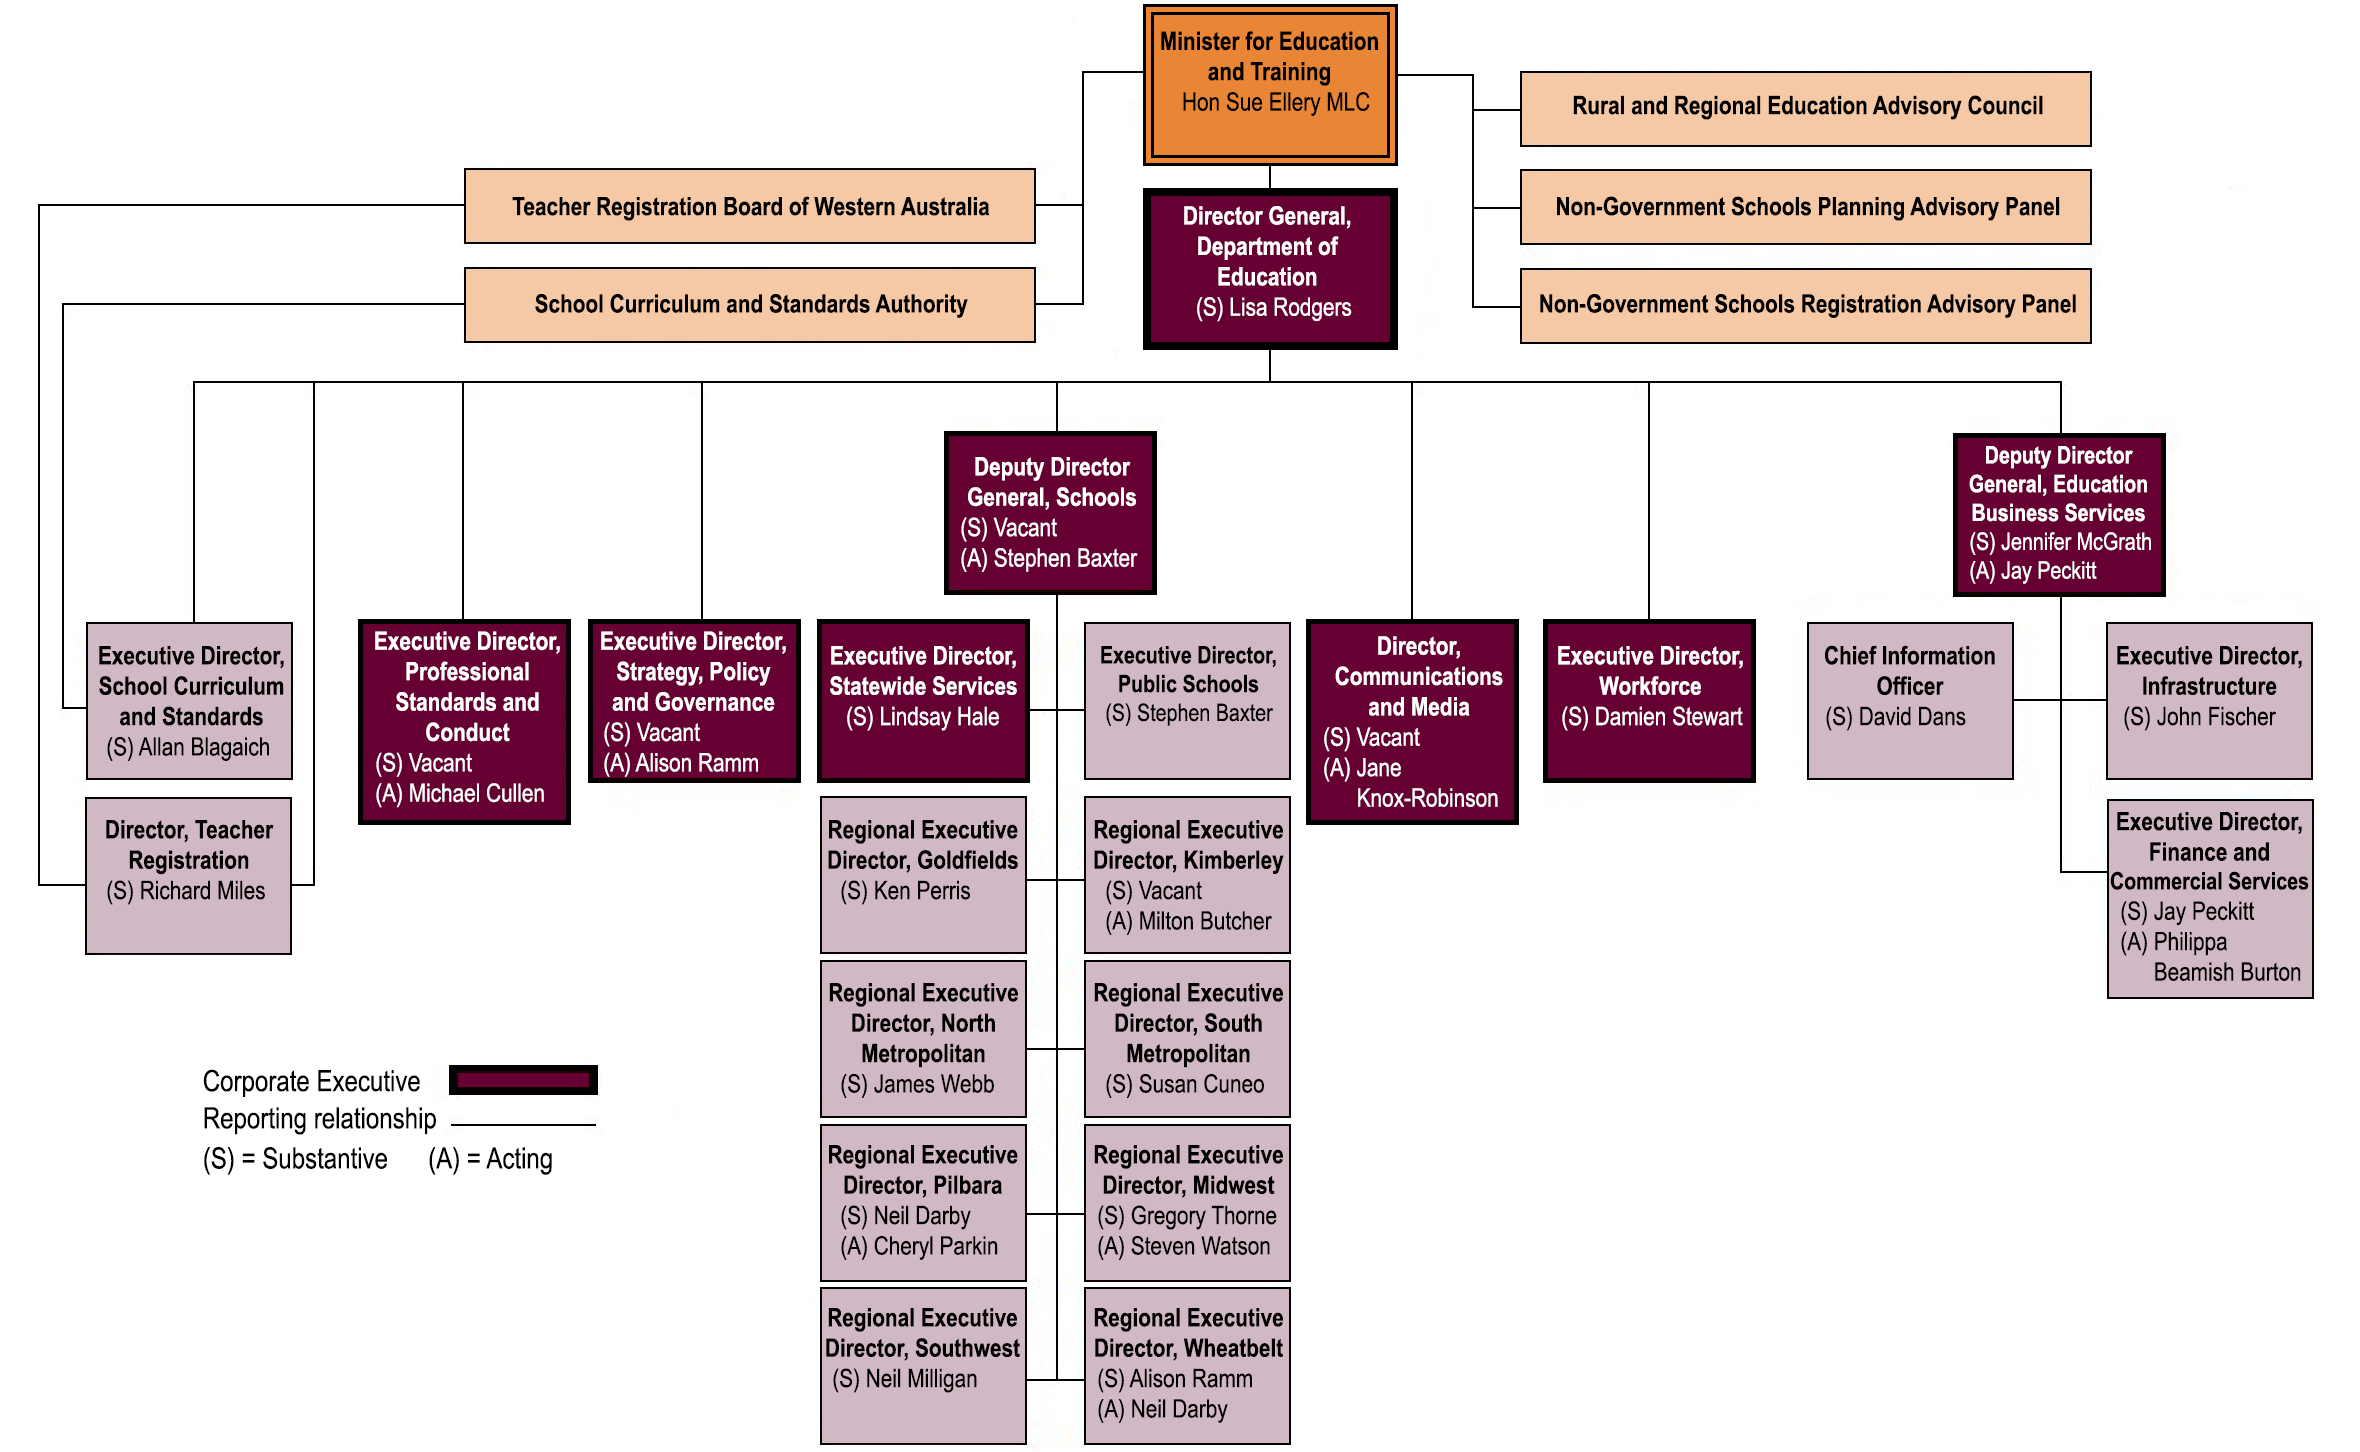 Minister for Education
and Training
Hon Sue Ellery MLC
Rural and Regional Education Advisory Council
Teacher Registration Board of Western Australia
Non-Government Schools Planning Advisory Panel
Director General,
Department of
Education
(S) Lisa Rodgers
School Curriculum and Standards Authority
Non-Government Schools Registration Advisory Panel
Deputy Director
General, Schools
(S) Vacant
(A) Stephen Baxter
Deputy Director
General, Education
Business Services
(S) Jennifer McGrath
(A) Jay Peckitt
Executive Director,
School Curriculum
and Standards
(S) Allan Blagaich
Executive Director,
Professional
Standards and
Conduct
(S) Vacant
(A) Michael Cullen
Executive Director,
Strategy, Policy
and Governance
(S) Vacant
(A) Alison Ramm
Executive Director,
Statewide Services
(S) Lindsay Hale
Executive Director,
Public Schools
(S) Stephen Baxter
Director,
Communications
and Media
(S) Vacant
(A) Jane
Knox-Robinson
Executive Director,
Workforce
(S) Damien Stewart
Chief Information
Officer
(S) David Dans
Executive Director,
Infrastructure
(S) John Fischer
Director, Teacher
Registration
(S) Richard Miles
Regional Executive
Director, Goldfields
(S) Ken Perris
Regional Executive
Director, Kimberley
(S) Vacant
(A) Milton Butcher
Executive Director,
Finance and
Commercial Services
(S) Jay Peckitt
(A) Philippa
Beamish Burton
Regional Executive
Director, North
Metropolitan
(S) James Webb
Regional Executive
Director, South
Metropolitan
(S) Susan Cuneo
Regional Executive
Director, Pilbara
(S) Neil Darby
(A) Cheryl Parkin
Regional Executive
Director, Midwest
(S) Gregory Thorne
(A) Steven Watson
Regional Executive
Director, Southwest
(S) Neil Milligan
Regional Executive
Director, Wheatbelt
(S) Alison Ramm
(A) Neil Darby
Corporate Executive
Reporting relationship
(S) = Substantive (A) = Acting